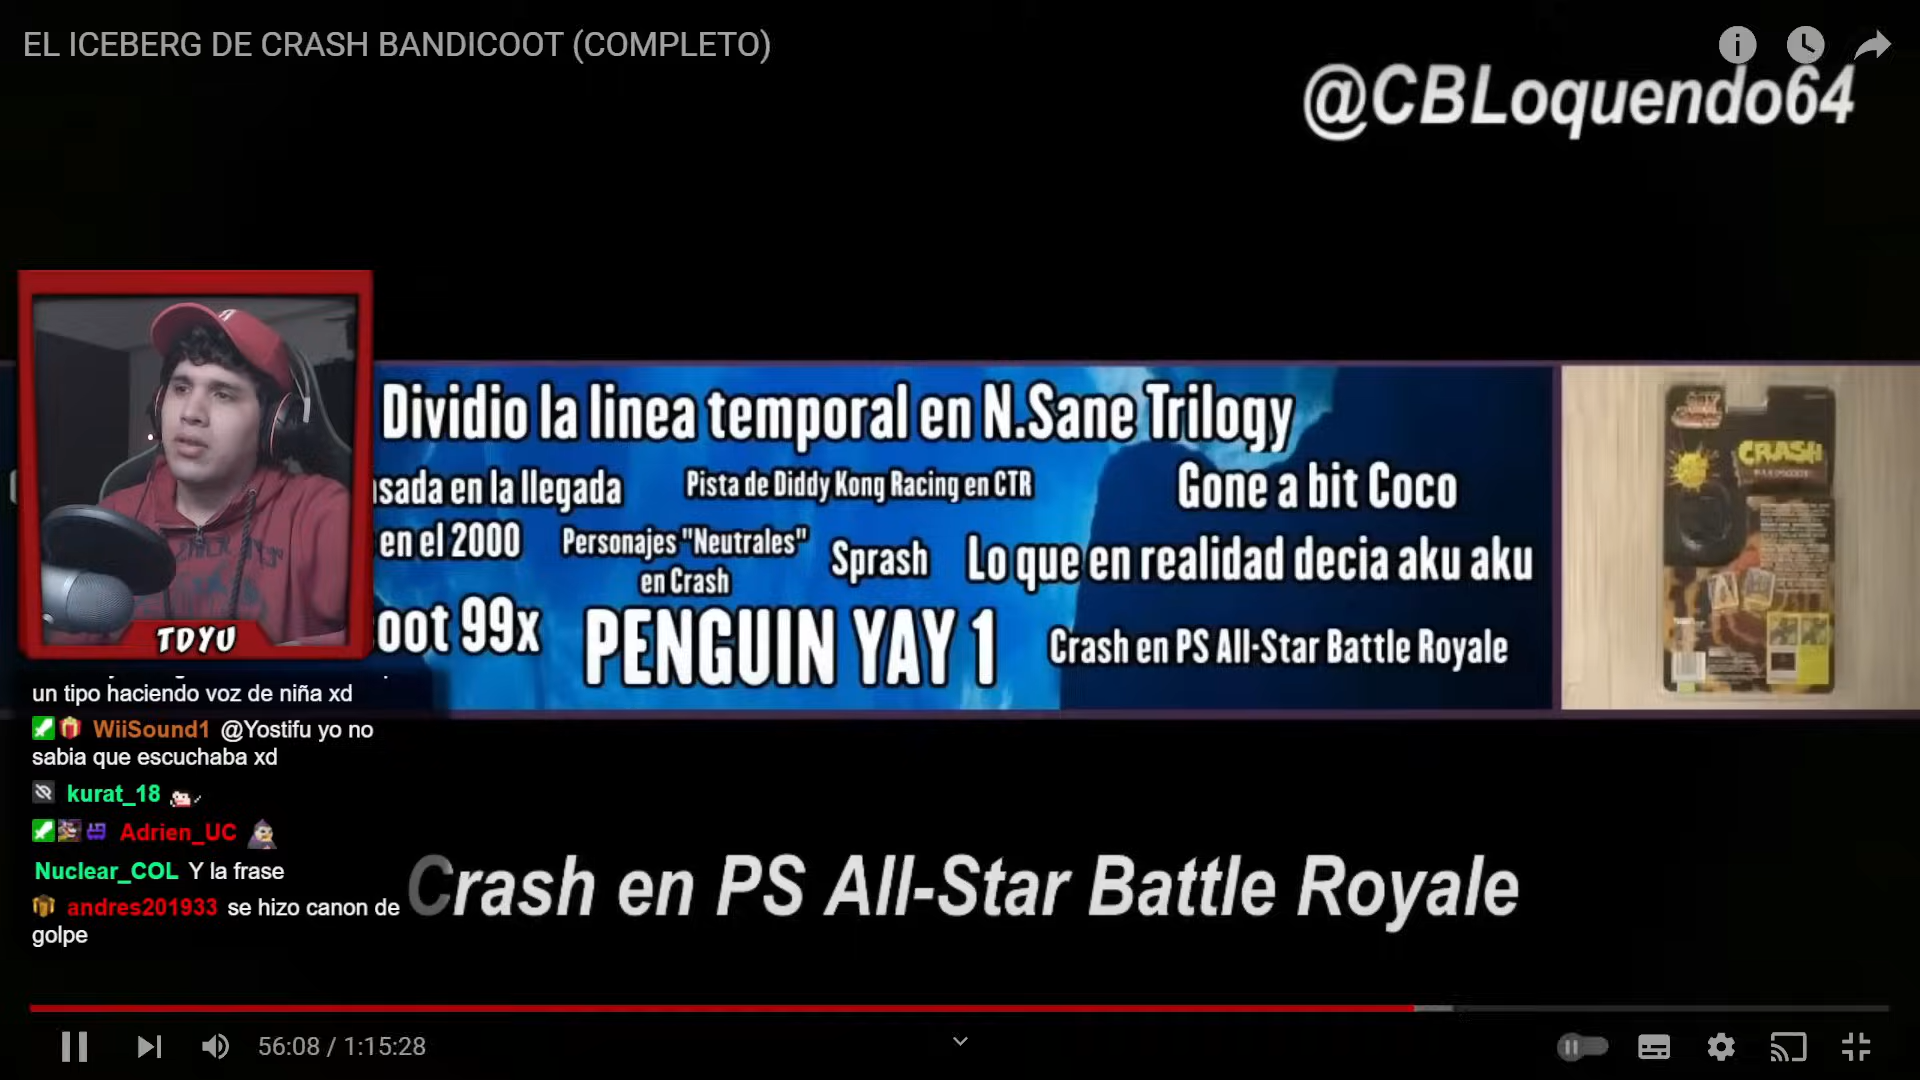 EL ICEBERG DE CRASH BANDICOOT (COMPLETO)
@CBLoquendo64
Dividio la linea temporal en N.Sane Trilogy
sada en la llegada
Pista de Diddy Kong Racing en CTR
Gone a bit Coco
en el 2000
Personajes "Neutrales"
en Crash
Sprash
Lo que en realidad decia aku aku
oot 99x
PENGUIN YAY 1
Crash en PS All-Star Battle Royale
CRASH
TDYU
un tipo haciendo voz de niña xd
WiiSound1 @Yostifu yo no
sabia que escuchaba xd
kurat_18
Adrien_UC
Nuclear_COL Y la frase
andres201933 se hizo canon de
golpe
Crash en PS All-Star Battle Royale
56:08 / 1:15:28